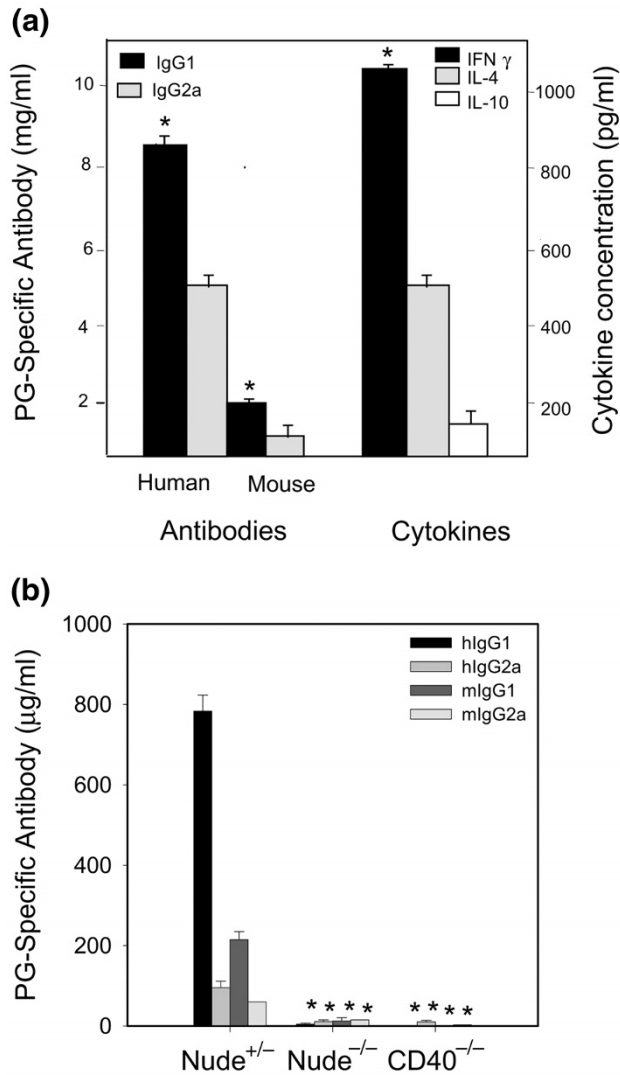 (a)
IgG1
IgG2a
IFN γ
IL-4
IL-10
PG-Specific Antibody (mg/ml)
10
8
6
4
2
*
*
*
1000
800
600
400
200
Cytokine concentration (pg/ml)
Human Mouse
Antibodies Cytokines
(b)
PG-Specific Antibody (µg/ml)
1000
800
600
400
200
0
hIgG1
hIgG2a
mIgG1
mIgG2a
* * * * * * * *
Nude+/– Nude–/– CD40–/–